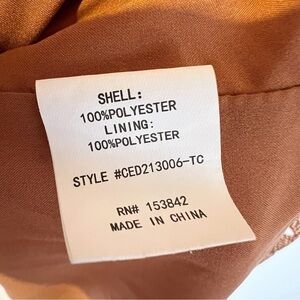 SHELL:
100%POLYESTER
LINING:
100%POLYESTER
STYLE #CED213006-TC
RN# 153842
MADE IN CHINA